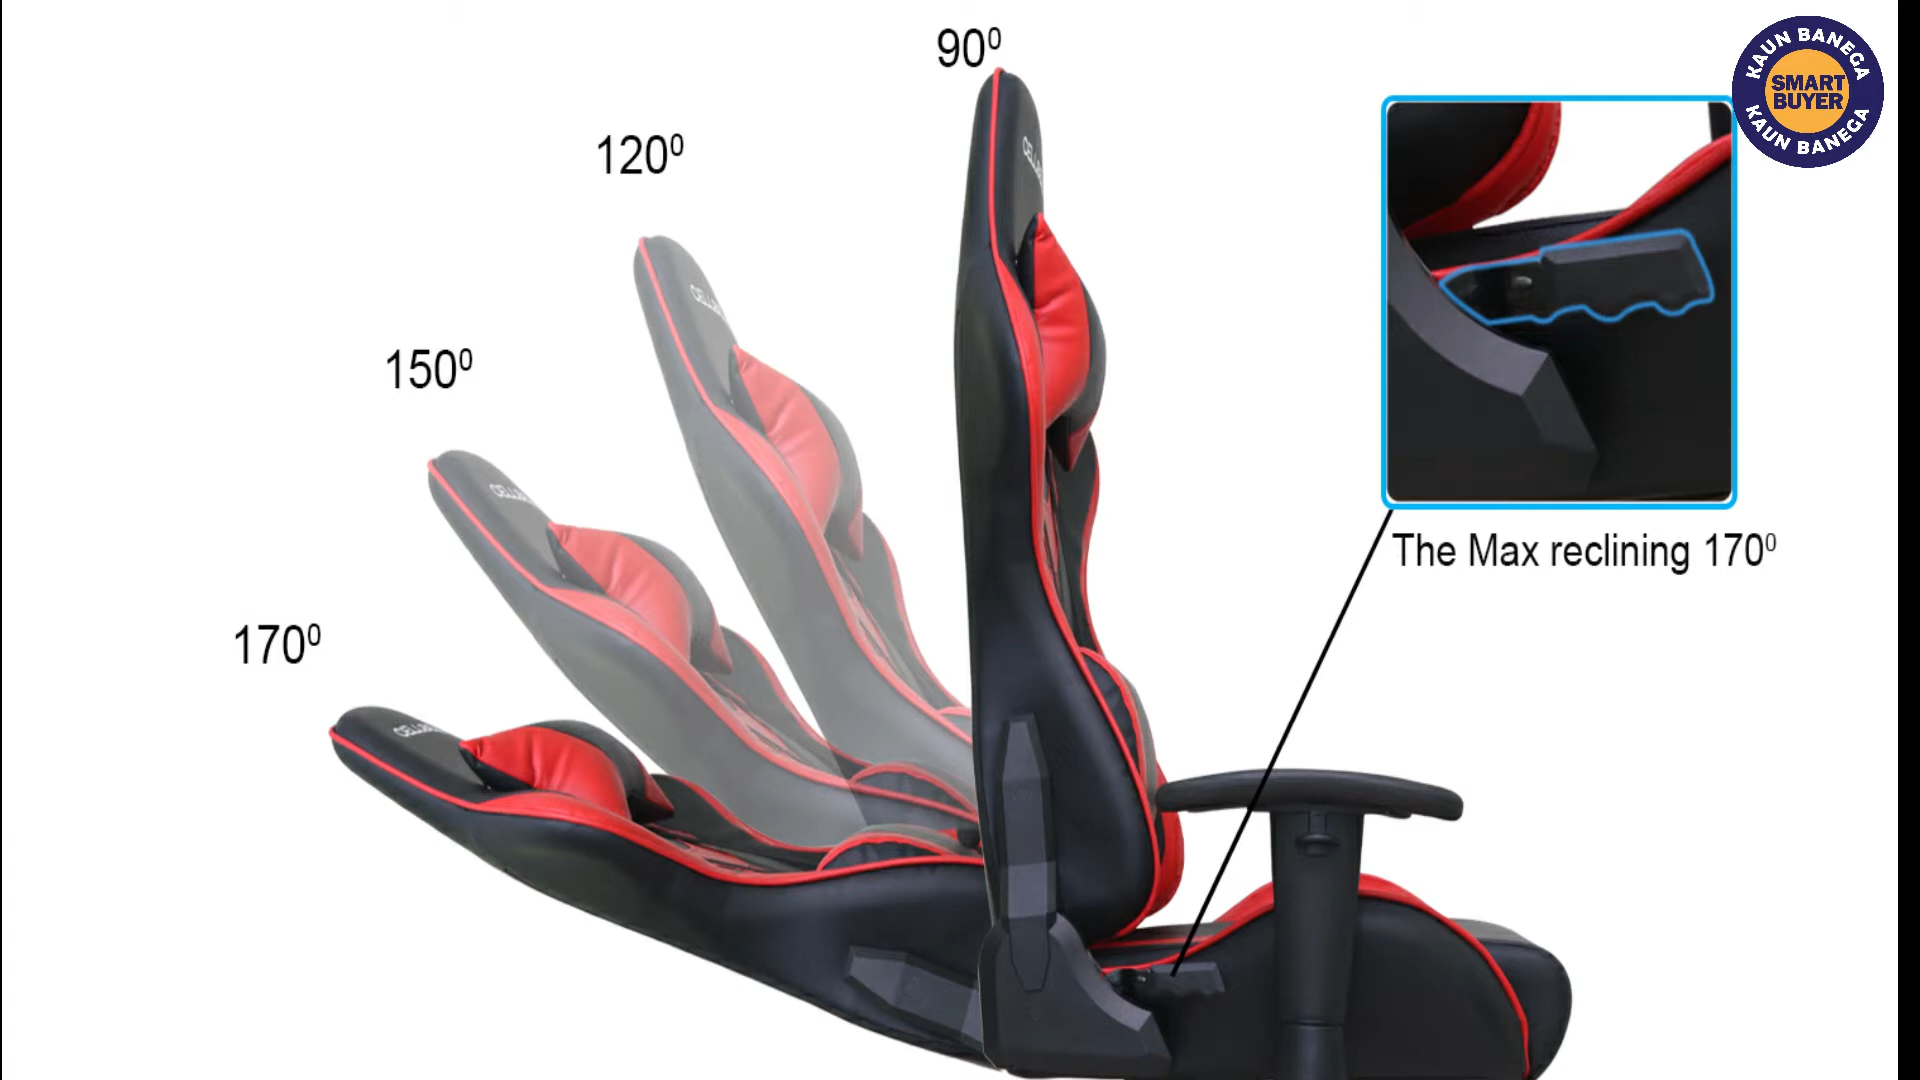 90⁰
120⁰
150⁰
170⁰
KAUN BANEGA
SMART
BUYER
KAUN BANEGA
The Max reclining 170⁰